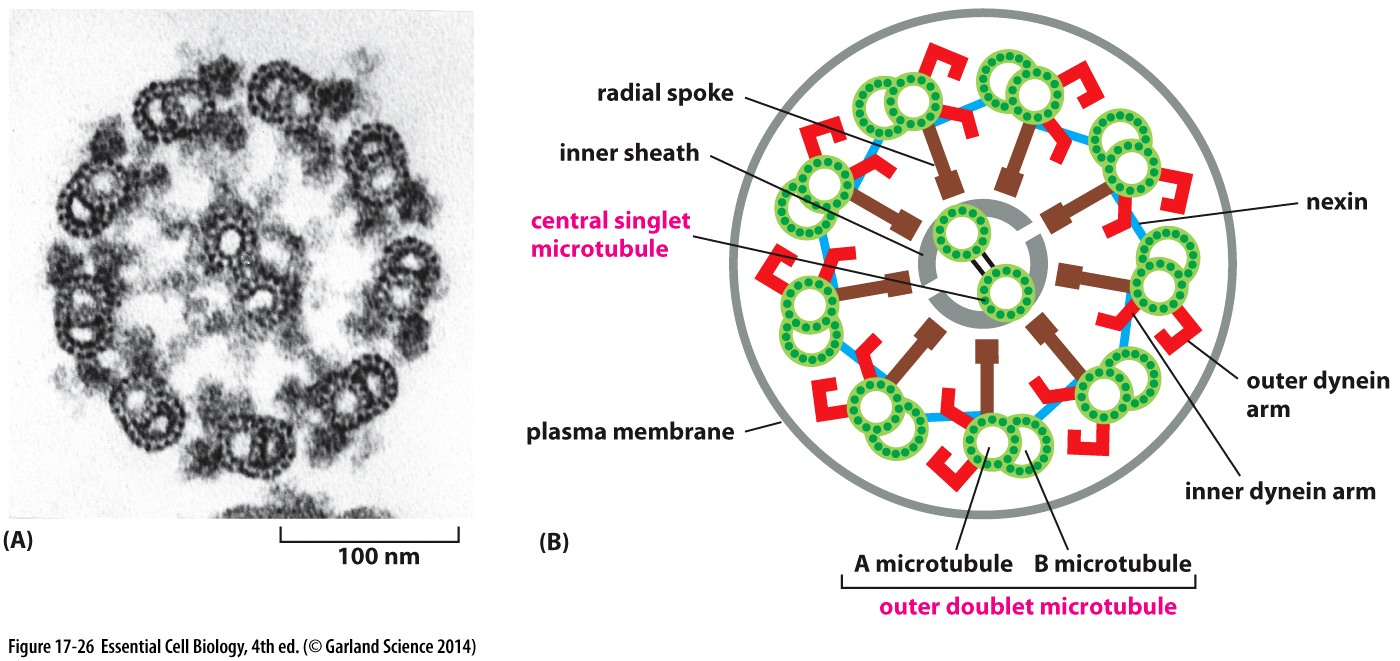 radial spoke
inner sheath
central singlet
microtubule
nexin
outer dynein
arm
plasma membrane
inner dynein arm
(A)
100 nm
(B)
A microtubule
B microtubule
outer doublet microtubule
Figure 17-26 Essential Cell Biology, 4th ed. (© Garland Science 2014)